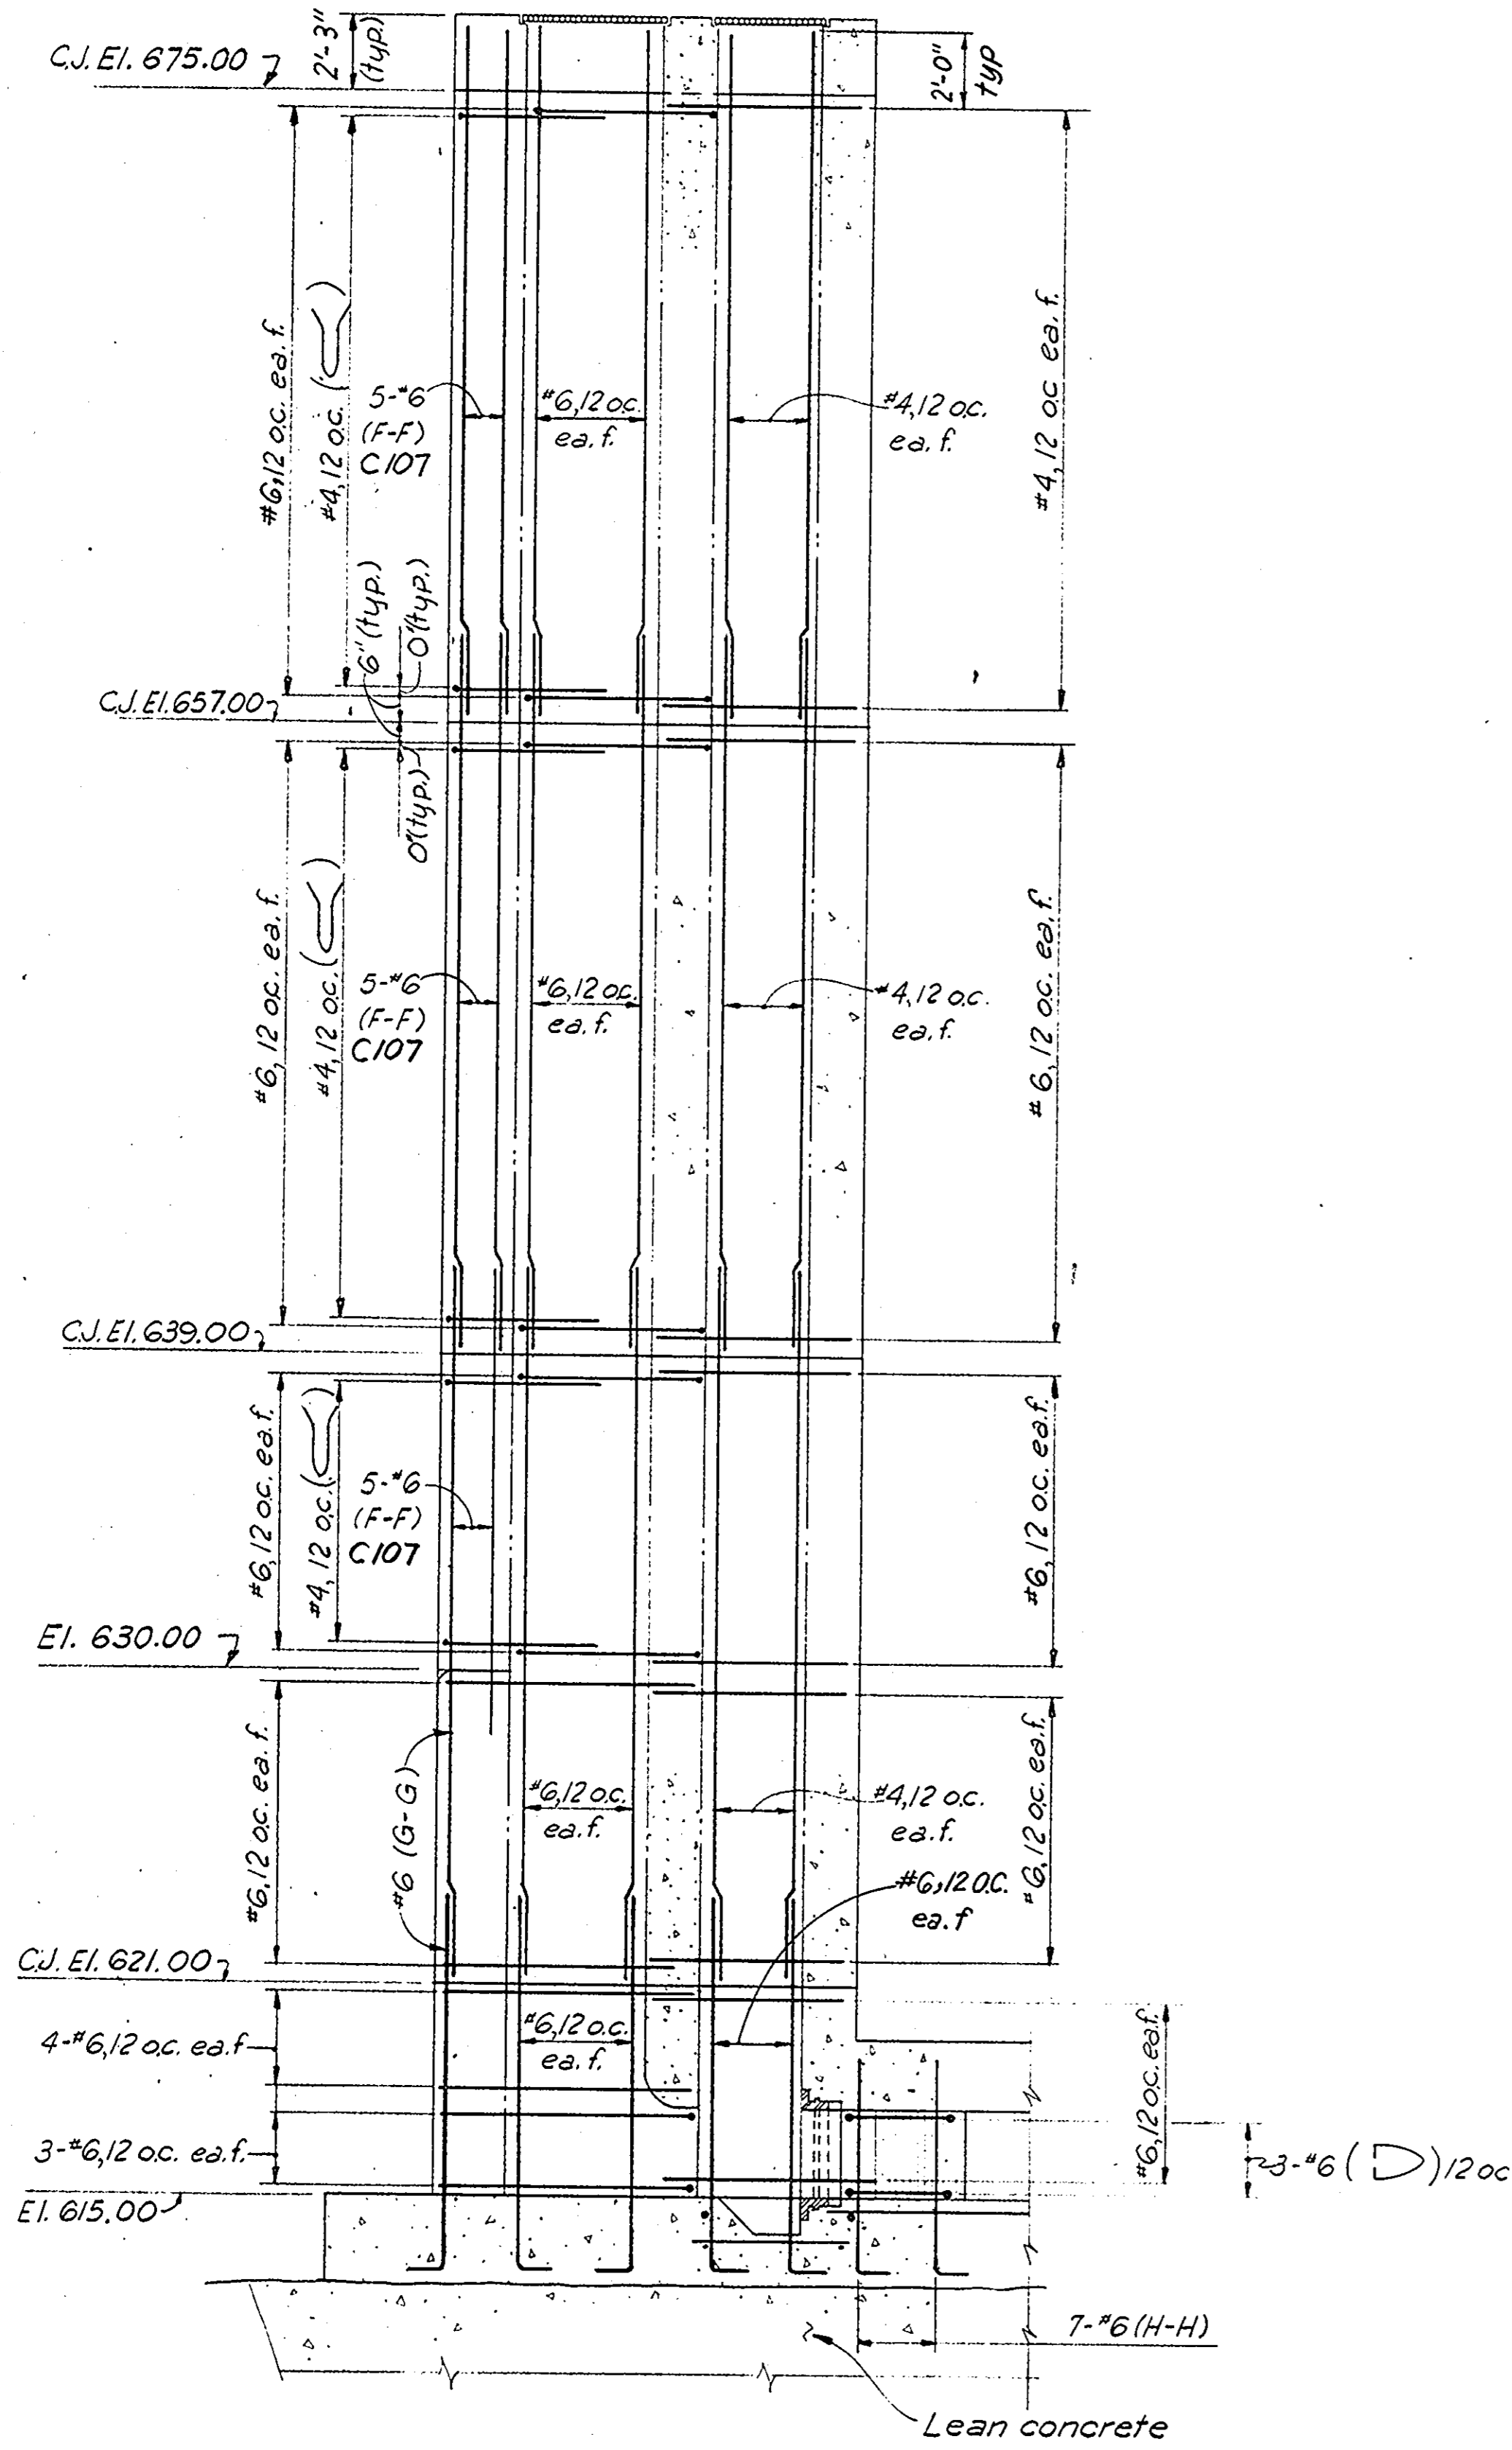 C.J. El. 675.00
2'-3"
(typ.)
2'-0"
typ
#6,12 o.c. ea. f.
#4,12 o.c. ( )
5-#6
(F-F)
C107
#6,12 o.c.
ea. f.
#4,12 o.c.
ea. f.
#4,12 o.c ea. f.
6" (typ.)
0"(typ.)
C.J. El. 657.00
0"(typ.)
#6, 12 o.c. ea. f.
#4,12 o.c. ( )
5-#6
(F-F)
C107
#6,12 o.c.
ea. f.
#4,12 o.c.
ea. f.
#6, 12 o.c. ea. f.
C.J. El. 639.00
#6,12 o.c. ea. f.
#4, 12 o.c. ( )
5-#6
(F-F)
C107
#6,12 o.c. ea. f.
El. 630.00
#6,12 o.c. ea. f.
#6 (G-G)
#6,12 o.c.
ea. f.
#4,12 o.c.
ea. f.
#6,12 O.C.
ea. f
#6,12 o.c. ea. f.
C.J. El. 621.00
4-#6,12 o.c. ea. f
#6,12 o.c.
ea. f.
#6,12 o.c. ea. f.
3-#6,12 o.c. ea. f.
3-#6 ( ) 12 oc
El. 615.00
7-#6 (H-H)
Lean concrete